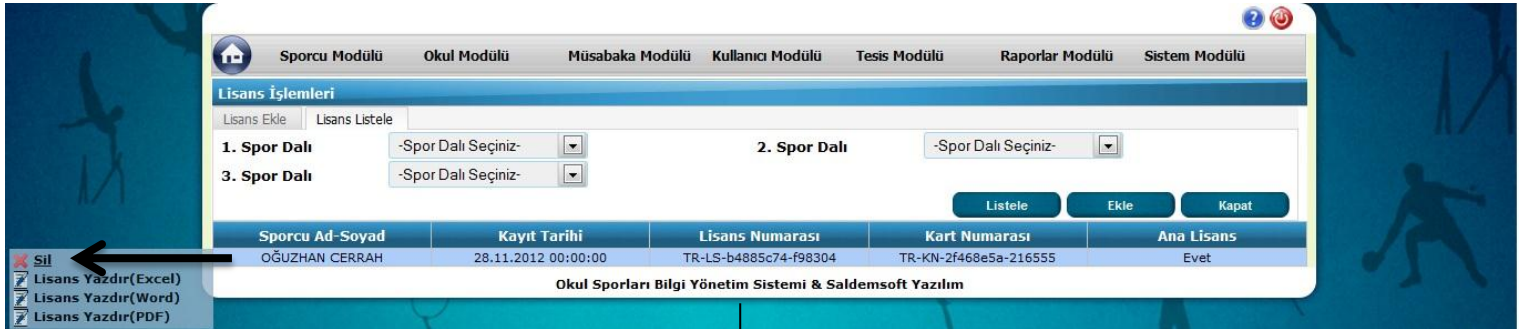 ?
Sporcu Modülü Okul Modülü Müsabaka Modülü Kullanıcı Modülü Tesis Modülü Raporlar Modülü Sistem Modülü
Lisans İşlemleri
Lisans Ekle Lisans Listele
1. Spor Dalı -Spor Dalı Seçiniz- 2. Spor Dalı -Spor Dalı Seçiniz-
3. Spor Dalı -Spor Dalı Seçiniz-
Listele Ekle Kapat
Sporcu Ad-Soyad Kayıt Tarihi Lisans Numarası Kart Numarası Ana Lisans
OĞUZHAN CERRAH 28.11.2012 00:00:00 TR-LS-b4885c74-f98304 TR-KN-2f468e5a-216555 Evet
Sil
Lisans Yazdır(Excel)
Lisans Yazdır(Word)
Lisans Yazdır(PDF)
Okul Sporları Bilgi Yönetim Sistemi & Saldemsoft Yazılım